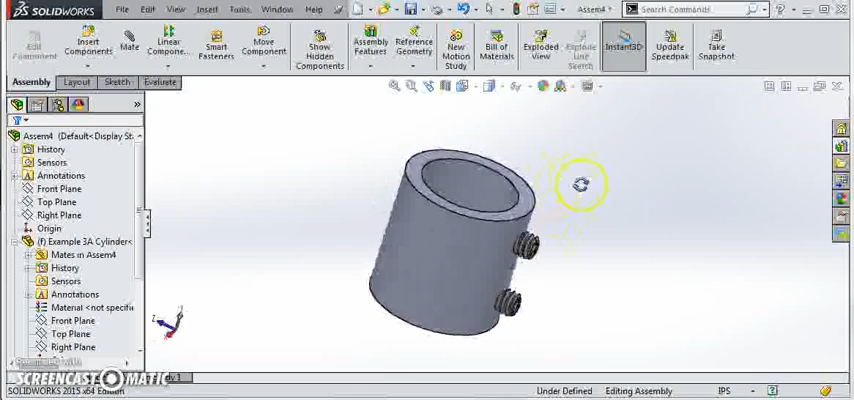 SOLIDWORKS File Edit View Insert Tools Window Help Assem4 * Search Commands
Edit Component
Insert Components
Mate
Linear Compone...
Smart Fasteners
Move Component
Show Hidden Components
Assembly Features
Reference Geometry
New Motion Study
Bill of Materials
Exploded View
Explode Line Sketch
Instant3D
Update Speedpak
Take Snapshot
Assembly Layout Sketch Evaluate
Assem4 (Default<Display St
History
Sensors
Annotations
Front Plane
Top Plane
Right Plane
Origin
(f) Example 3A Cylinder<
Mates in Assem4
History
Sensors
Annotations
Material <not specifi
Front Plane
Top Plane
Right Plane
Z
SCREENCAST-O-MATIC
SOLIDWORKS 2015 x64 Edition
Under Defined Editing Assembly IPS